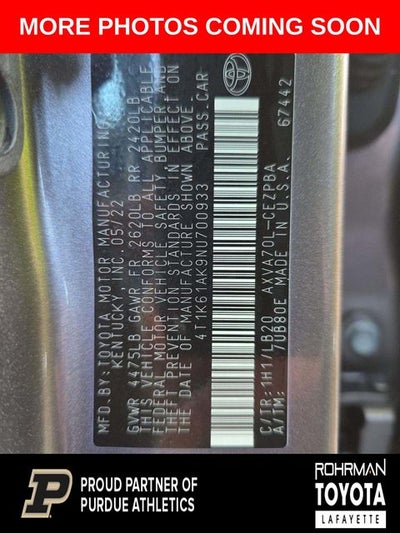 MORE PHOTOS COMING SOON
MFD. BY: TOYOTA MOTOR MANUFACTURING,
KENTUCKY, INC. 05/22
GVWR 4475LB GAWR FR 2620LB RR 2420LB
THIS VEHICLE CONFORMS TO ALL APPLICABLE
FEDERAL MOTOR VEHICLE SAFETY, BUMPER AND
THEFT PREVENTION STANDARDS IN EFFECT ON
THE DATE OF MANUFACTURE SHOWN ABOVE.
4T1K61AK9NU700933 PASS. CAR
67442
C/TR: 1H1/LB20 AXVA70L-CEZPBA
A/TM: /UB80E MADE IN U.S.A.
P
PROUD PARTNER OF
PURDUE ATHLETICS
ROHRMAN
TOYOTA
LAFAYETTE